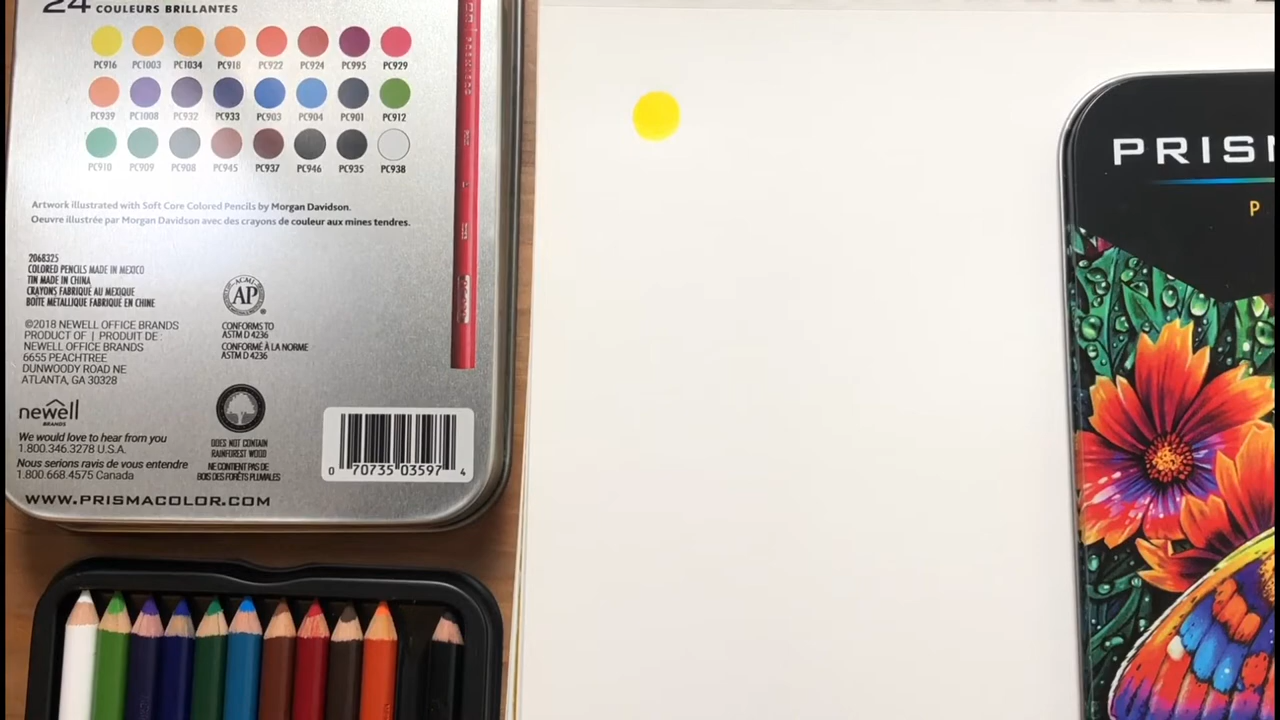 24 COULEURS BRILLANTES
PC916 PC1003 PC1034 PC918 PC922 PC924 PC995 PC929
PC939 PC1008 PC932 PC933 PC903 PC904 PC901 PC912
PC910 PC909 PC908 PC945 PC937 PC946 PC935 PC938
Artwork illustrated with Soft Core Colored Pencils by Morgan Davidson.
Oeuvre illustrée par Morgan Davidson avec des crayons de couleur aux mines tendres.
2068325
COLORED PENCILS MADE IN MEXICO
TIN MADE IN CHINA
CRAYONS FABRIQUÉ AU MEXIQUE
BOÎTE MÉTALLIQUE FABRIQUÉ EN CHINE
©2018 NEWELL OFFICE BRANDS
PRODUCT OF | PRODUIT DE:
NEWELL OFFICE BRANDS
6655 PEACHTREE
DUNWOODY ROAD NE
ATLANTA, GA 30328
newell
BRANDS
We would love to hear from you
1.800.346.3278 U.S.A.
Nous serions ravis de vous entendre
1.800.668.4575 Canada
WWW.PRISMACOLOR.COM
ACMI
AP
®
CONFORMS TO
ASTM D 4236
CONFORMÉ À LA NORME
ASTM D 4236
DOES NOT CONTAIN
RAINFOREST WOOD
NE CONTIENT PAS DE
BOIS DES FORÊTS PLUVIALES
0 70735 03597 4
PRISM
P